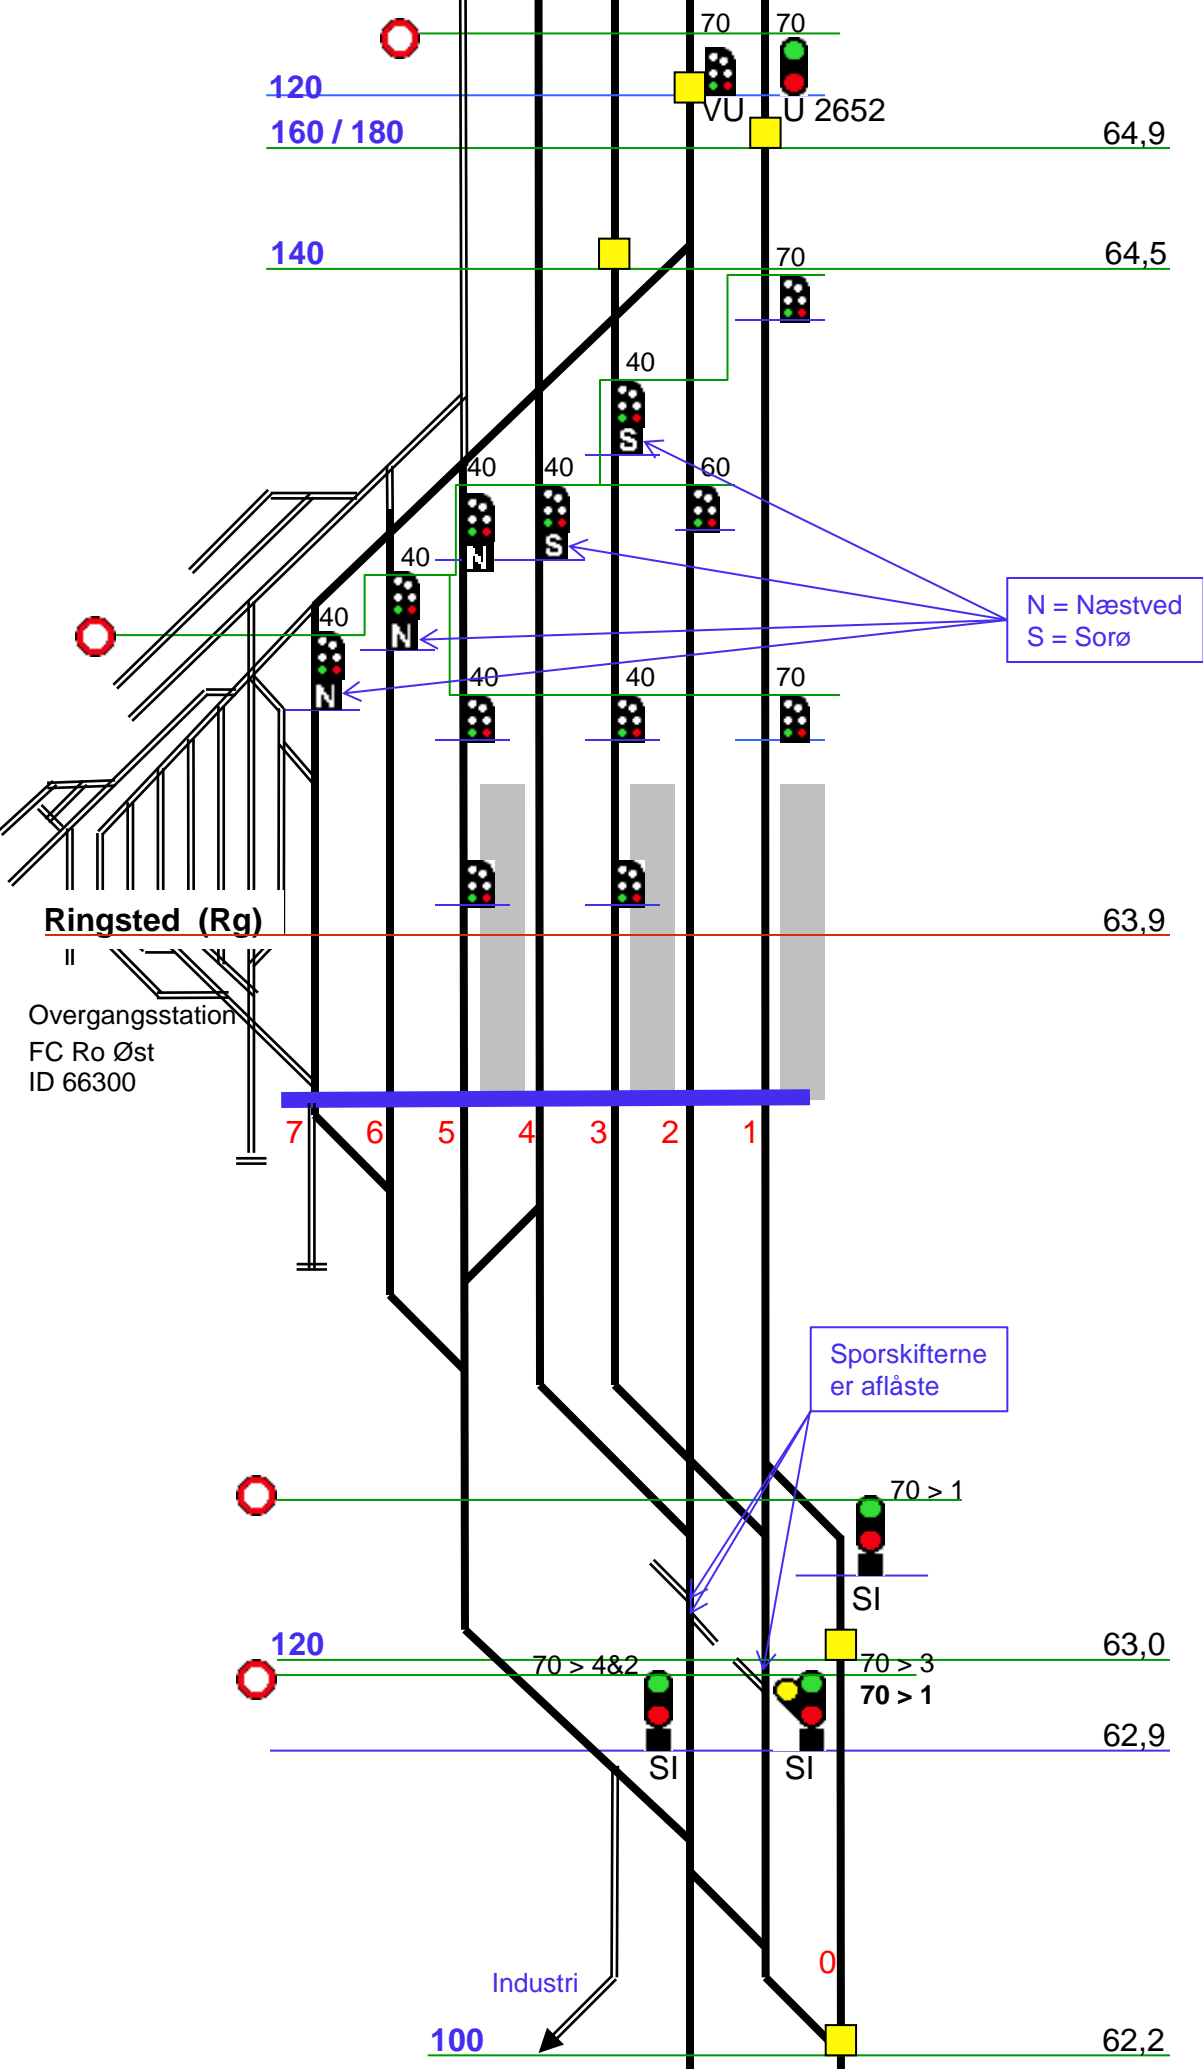 70 70
120
VU U 2652
160 / 180 64,9
140 64,5
70
40
S
40 40 60
N S
40
N
N = Næstved
S = Sorø
40
N
40 40 70
Ringsted (Rg) 63,9
Overgangsstation
FC Ro Øst
ID 66300
7 6 5 4 3 2 1
Sporskifterne
er aflåste
70 > 1
SI
120 63,0
70 > 4&2 70 > 3
70 > 1
62,9
SI SI
0
Industri
100 62,2